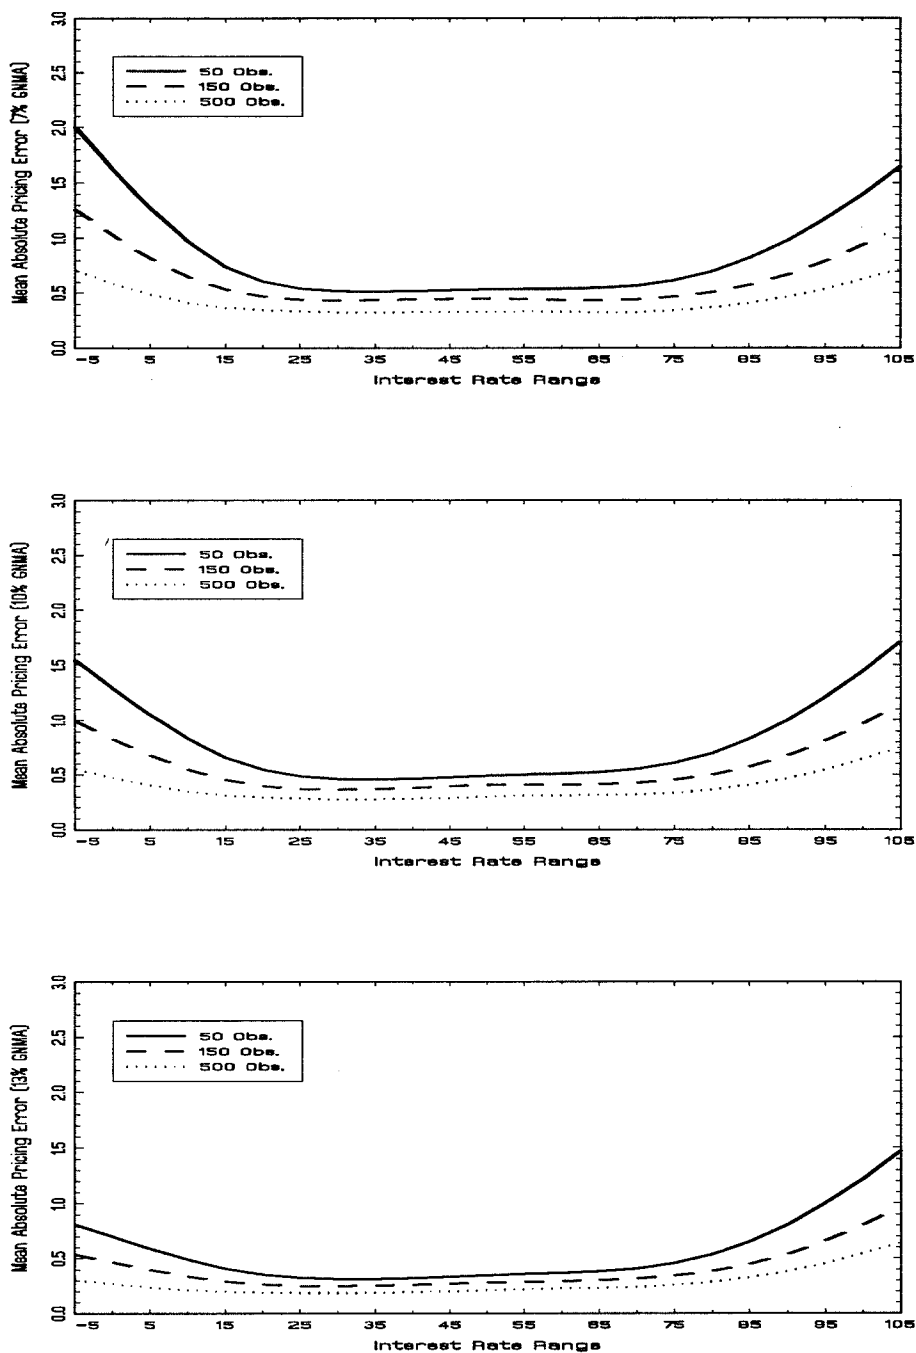 Mean Absolute Pricing Error (7% GNMA)
3.0
2.5
2.0
1.5
1.0
0.5
0.0
50 Obs.
150 Obs.
500 Obs.
-5 5 15 25 35 45 55 65 75 85 95 105
Interest Rate Range
Mean Absolute Pricing Error (10% GNMA)
3.0
2.5
2.0
1.5
1.0
0.5
0.0
50 Obs.
150 Obs.
500 Obs.
-5 5 15 25 35 45 55 65 75 85 95 105
Interest Rate Range
Mean Absolute Pricing Error (13% GNMA)
3.0
2.5
2.0
1.5
1.0
0.5
0.0
50 Obs.
150 Obs.
500 Obs.
-5 5 15 25 35 45 55 65 75 85 95 105
Interest Rate Range